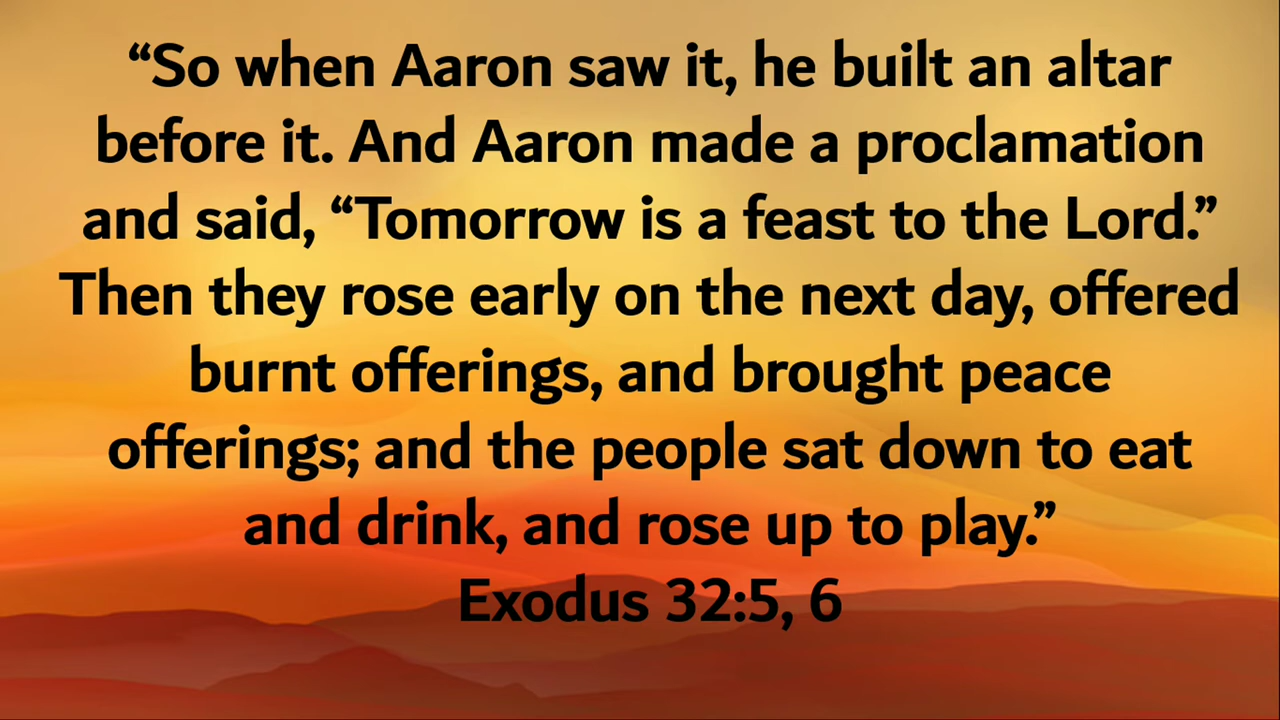 “So when Aaron saw it, he built an altar
before it. And Aaron made a proclamation
and said, “Tomorrow is a feast to the Lord.”
Then they rose early on the next day, offered
burnt offerings, and brought peace
offerings; and the people sat down to eat
and drink, and rose up to play.”
Exodus 32:5, 6